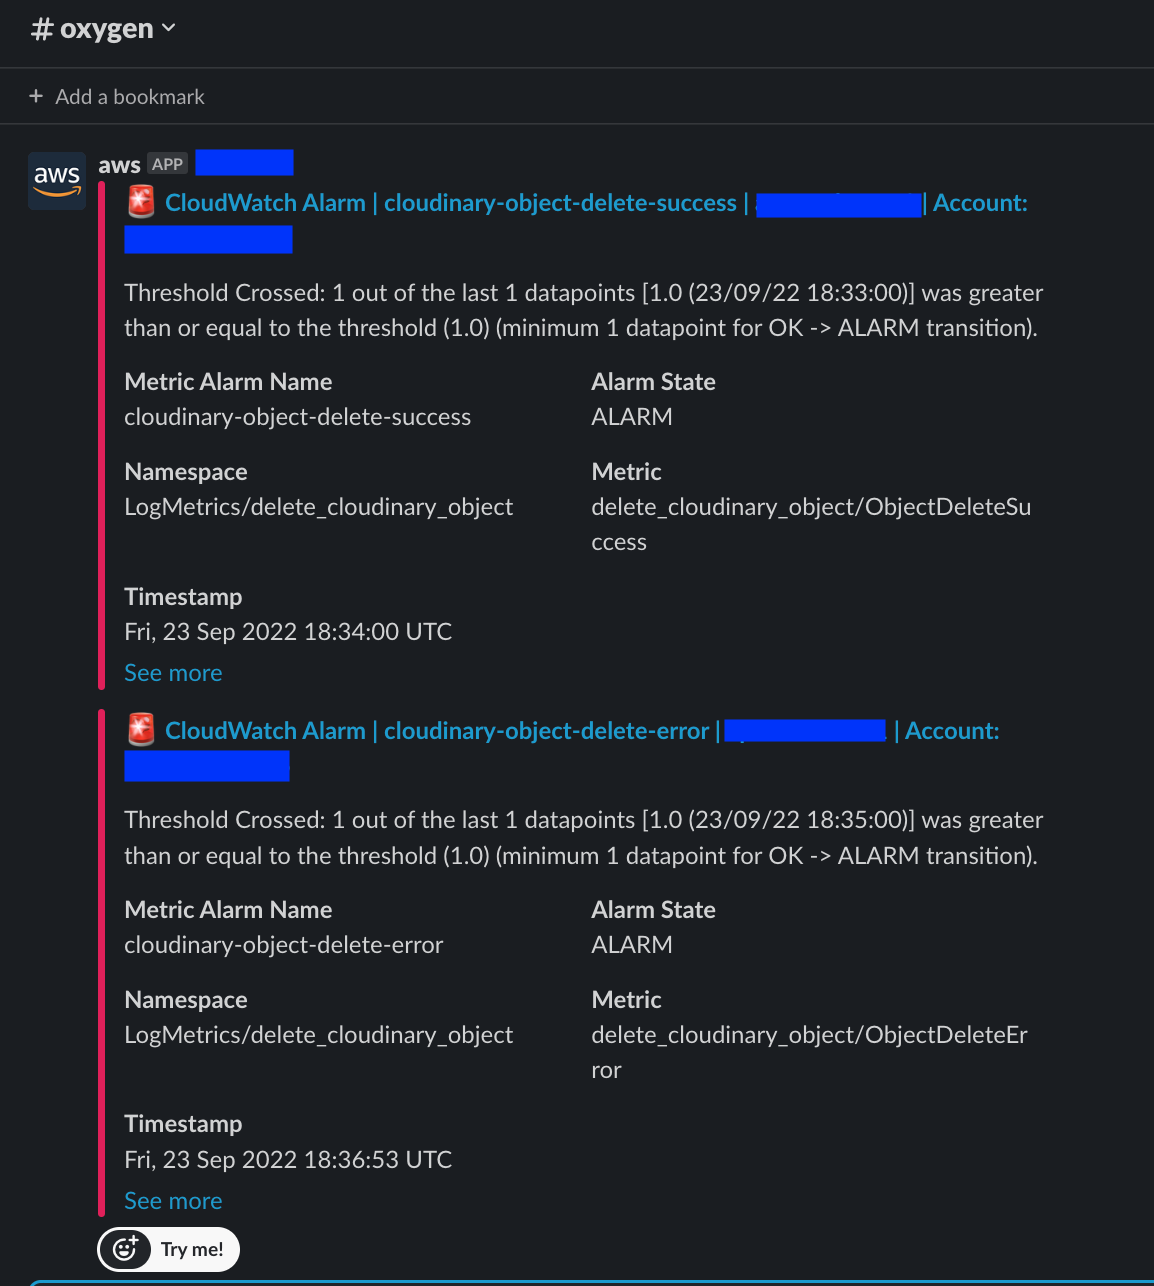 # oxygen
+ Add a bookmark
aws
aws APP
CloudWatch Alarm | cloudinary-object-delete-success | | Account:
Threshold Crossed: 1 out of the last 1 datapoints [1.0 (23/09/22 18:33:00)] was greater
than or equal to the threshold (1.0) (minimum 1 datapoint for OK -> ALARM transition).
Metric Alarm Name
Alarm State
cloudinary-object-delete-success
ALARM
Namespace
Metric
LogMetrics/delete_cloudinary_object
delete_cloudinary_object/ObjectDeleteSu
ccess
Timestamp
Fri, 23 Sep 2022 18:34:00 UTC
See more
CloudWatch Alarm | cloudinary-object-delete-error | | Account:
Threshold Crossed: 1 out of the last 1 datapoints [1.0 (23/09/22 18:35:00)] was greater
than or equal to the threshold (1.0) (minimum 1 datapoint for OK -> ALARM transition).
Metric Alarm Name
Alarm State
cloudinary-object-delete-error
ALARM
Namespace
Metric
LogMetrics/delete_cloudinary_object
delete_cloudinary_object/ObjectDeleteEr
ror
Timestamp
Fri, 23 Sep 2022 18:36:53 UTC
See more
Try me!